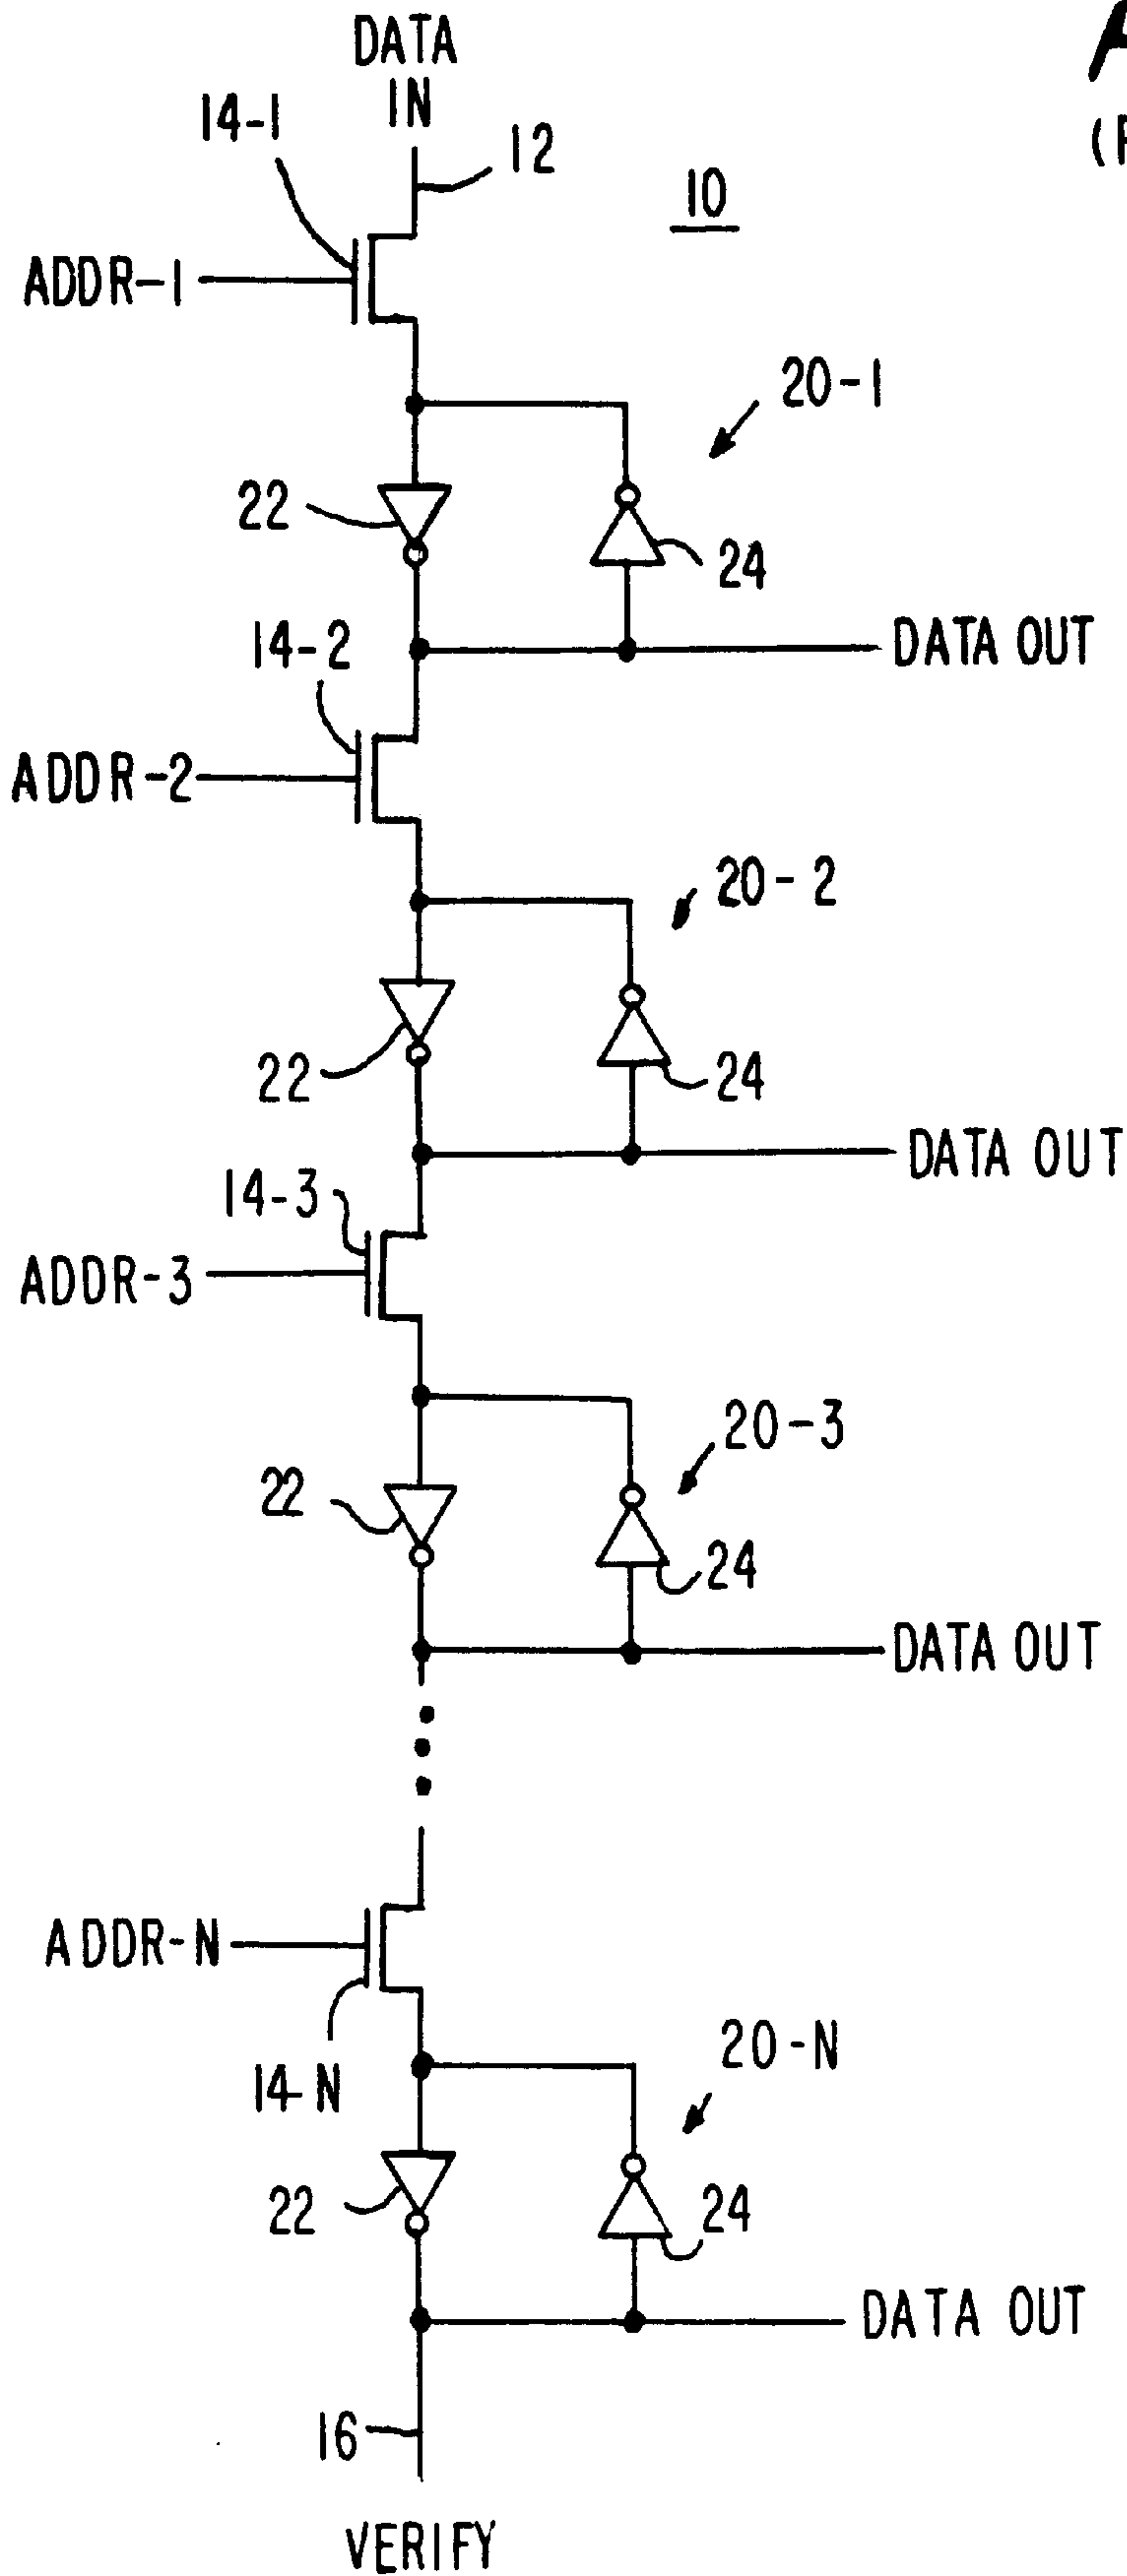 DATA
IN
14-1
12
10
ADDR-1
20-1
22
24
14-2
DATA OUT
ADDR-2
20-2
22
24
DATA OUT
14-3
ADDR-3
20-3
22
24
DATA OUT
ADDR-N
20-N
14-N
22
24
DATA OUT
16
VERIFY